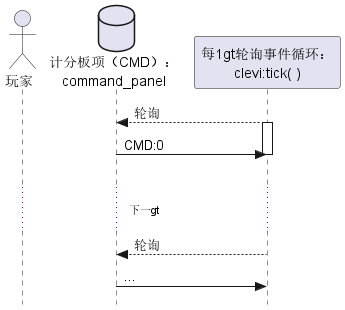 玩家
计分板项（CMD）：
command_panel
每1gt轮询事件循环：
clevi:tick( )
轮询
CMD:0
下一gt
轮询
...